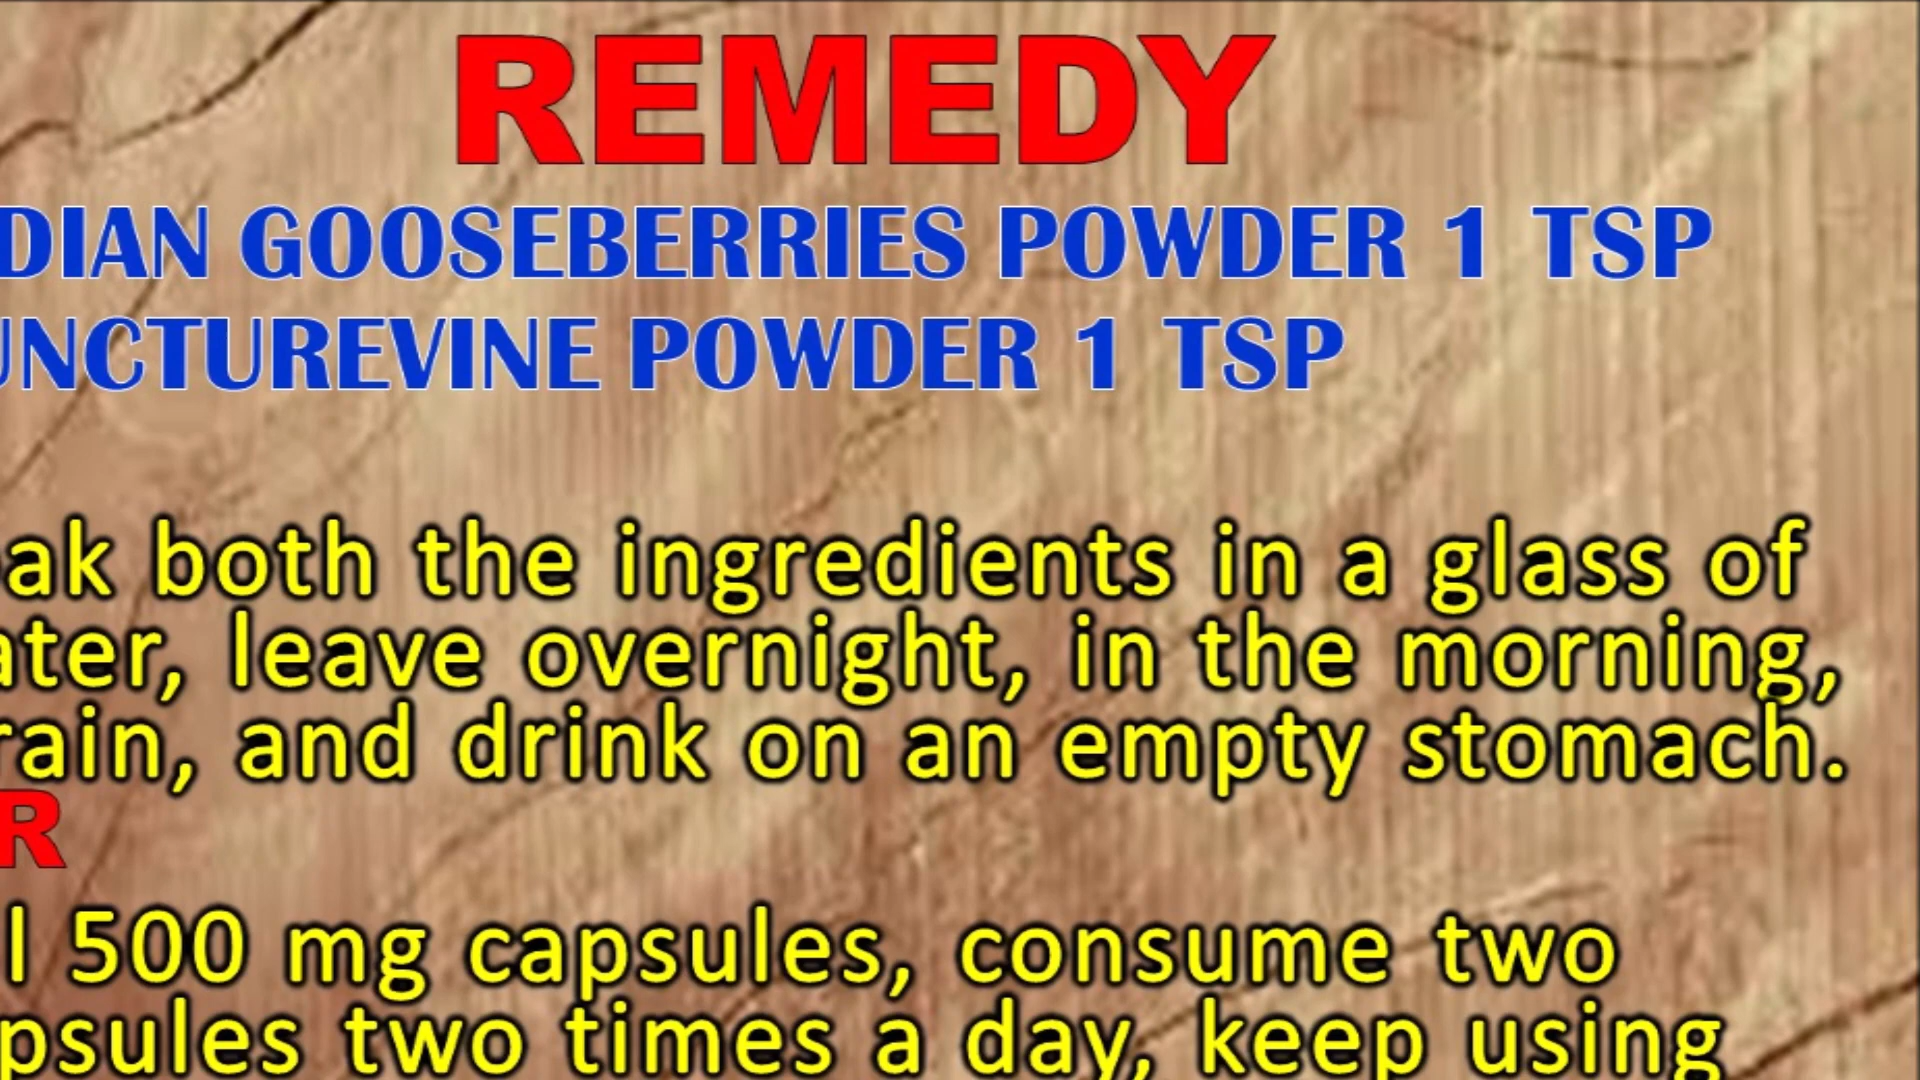 REMEDY
DIAN GOOSEBERRIES POWDER 1 TSP
UNCTUREVINE POWDER 1 TSP
ak both the ingredients in a glass of
ater, leave overnight, in the morning,
rain, and drink on an empty stomach.
R
l 500 mg capsules, consume two
psules two times a day, keep using